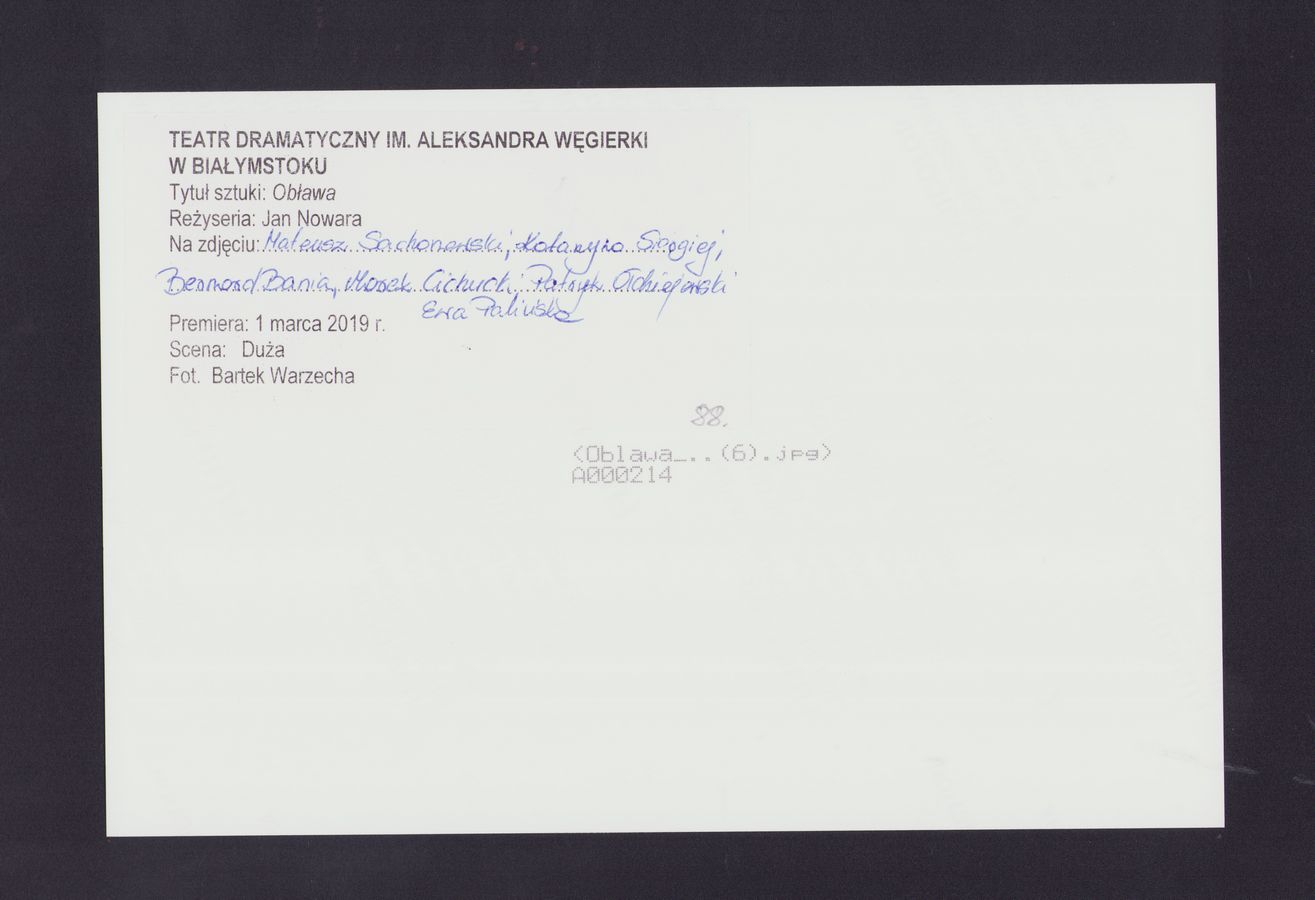 TEATR DRAMATYCZNY IM. ALEKSANDRA WĘGIERKI
W BIAŁYMSTOKU
Tytuł sztuki: Obława
Reżyseria: Jan Nowara
Na zdjęciu: Mateusz Sachanowski, Katarzyna Siergiej,
Bernard Bania, Marek Cichucki Patryk Ołdziejewski
Ewa Palińska
Premiera: 1 marca 2019 r.
Scena: Duża
Fot. Bartek Warzecha
88.
<Oblawa_..(6).jpg>
A000214